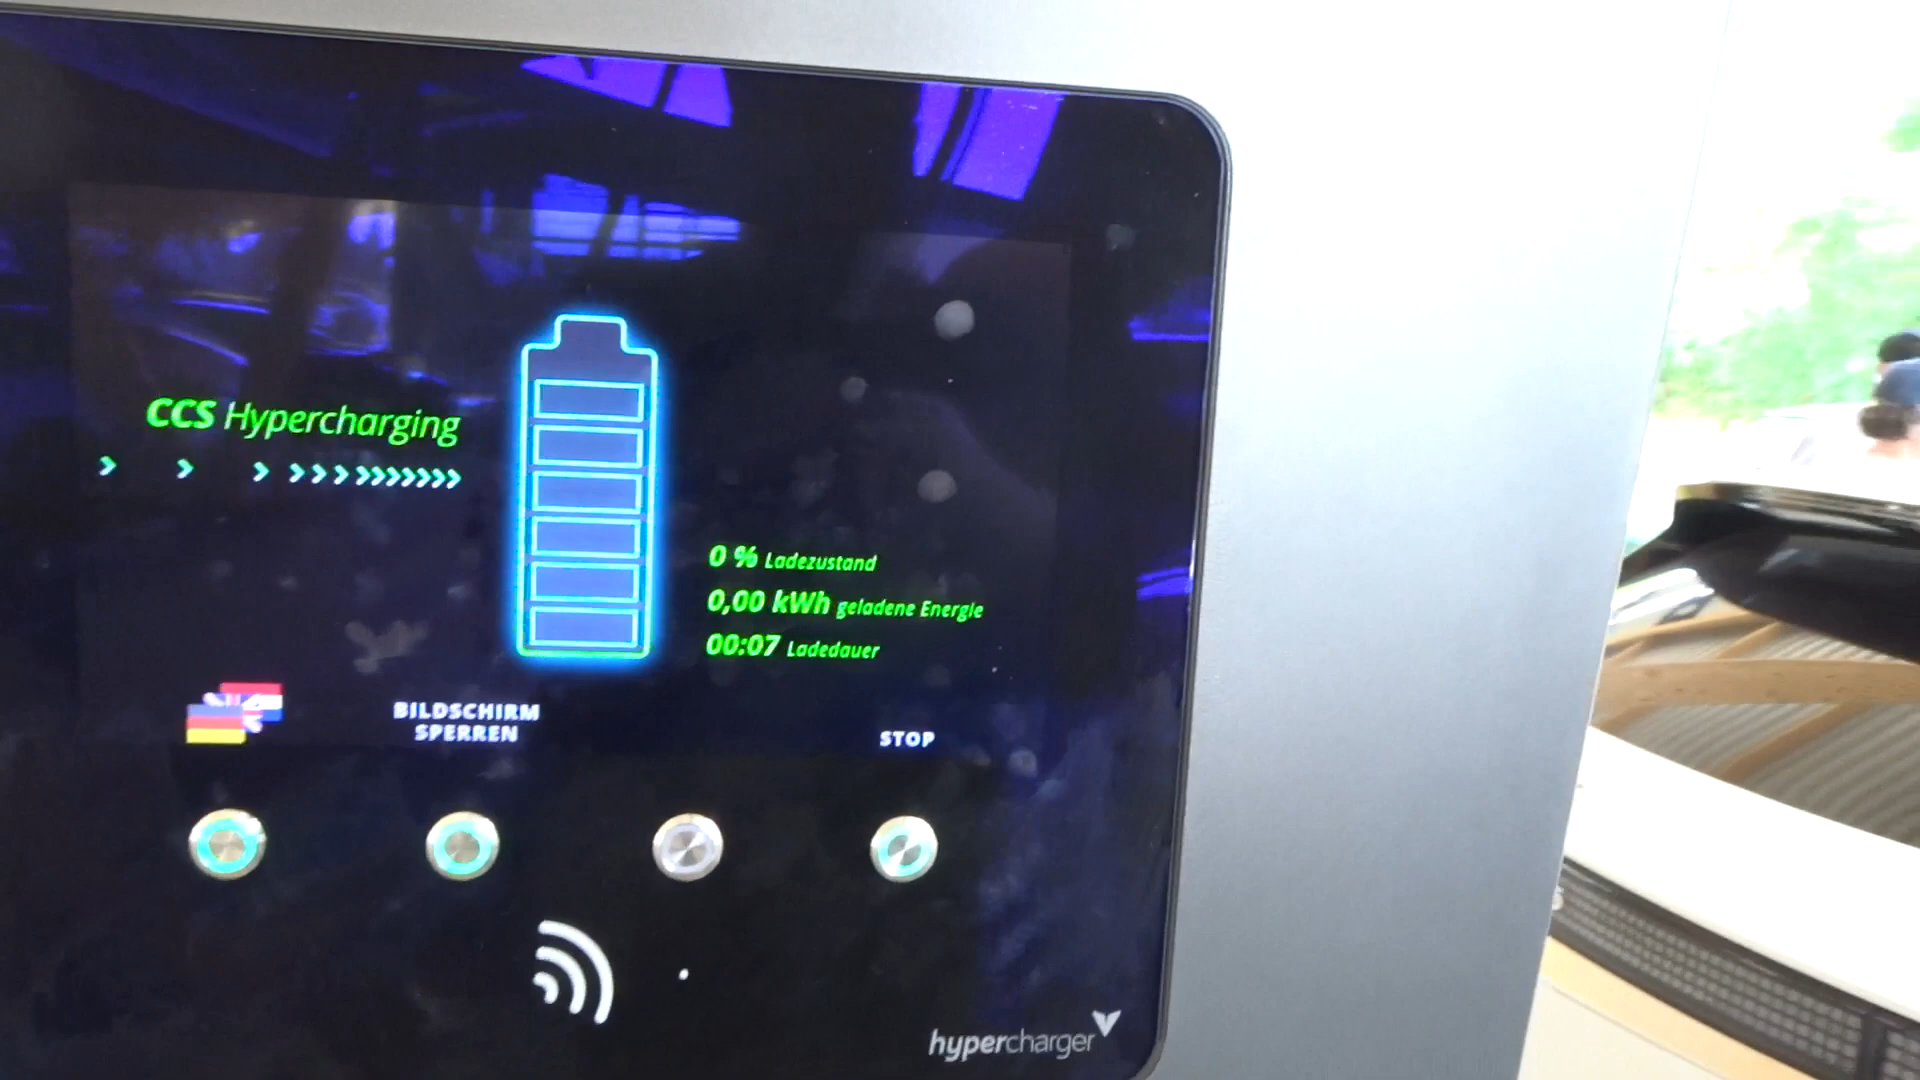 CCS Hypercharging
0 % Ladezustand
0,00 kWh geladene Energie
00:07 Ladedauer
BILDSCHIRM
SPERREN
STOP
hypercharger